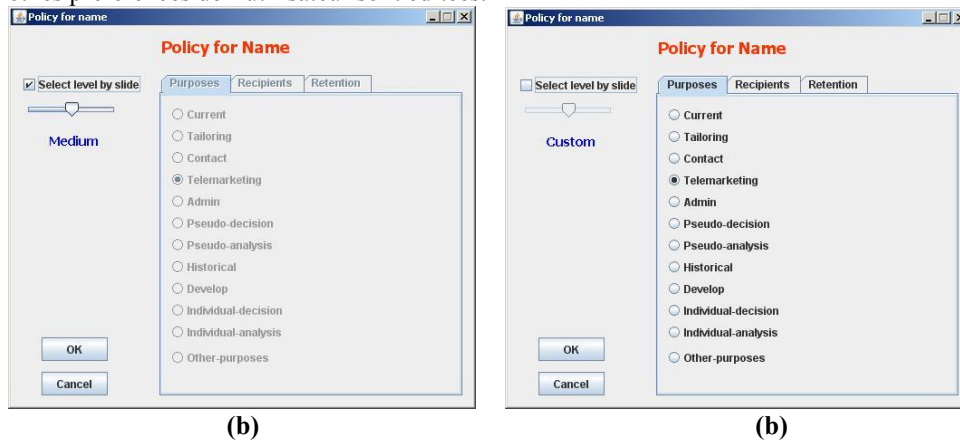 Policy for name
Policy for Name
Select level by slide
Medium
Purposes Recipients Retention
Current
Tailoring
Contact
Telemarketing
Admin
Pseudo-decision
Pseudo-analysis
Historical
Develop
Individual-decision
Individual-analysis
Other-purposes
OK
Cancel
(b)
Policy for name
Policy for Name
Select level by slide
Custom
Purposes Recipients Retention
Current
Tailoring
Contact
Telemarketing
Admin
Pseudo-decision
Pseudo-analysis
Historical
Develop
Individual-decision
Individual-analysis
Other-purposes
OK
Cancel
(b)